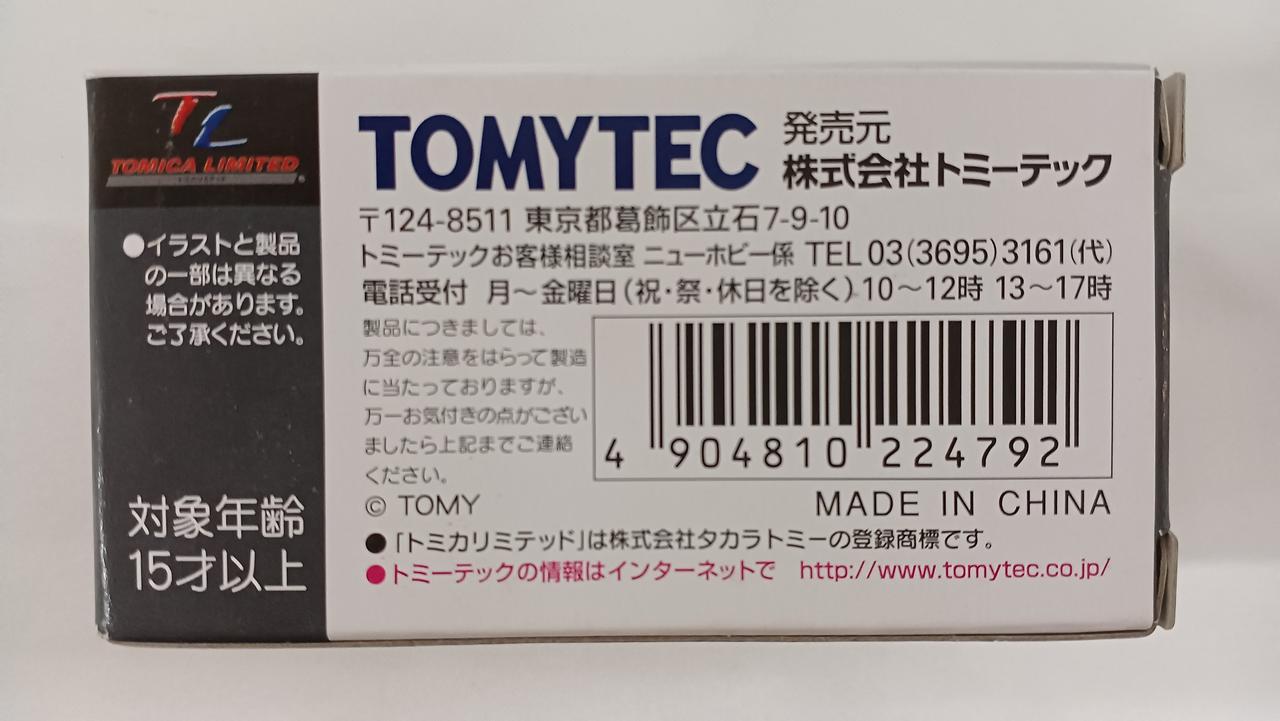 TL
TOMICA LIMITED
トミカリミテッド
●イラストと製品
の一部は異なる
場合があります。
ご了承ください。
対象年齢
15才以上
TOMYTEC
発売元
株式会社トミーテック
〒124-8511 東京都葛飾区立石7-9-10
トミーテックお客様相談室 ニューホビー係 TEL 03(3695)3161(代)
電話受付 月〜金曜日(祝・祭・休日を除く) 10〜12時 13〜17時
製品につきましては、
万全の注意をはらって製造
に当たっておりますが、
万一お気付きの点がござい
ましたら上記までご連絡
ください。
4 904810 224792
© TOMY
MADE IN CHINA
●「トミカリミテッド」は株式会社タカラトミーの登録商標です。
●トミーテックの情報はインターネットで http://www.tomytec.co.jp/